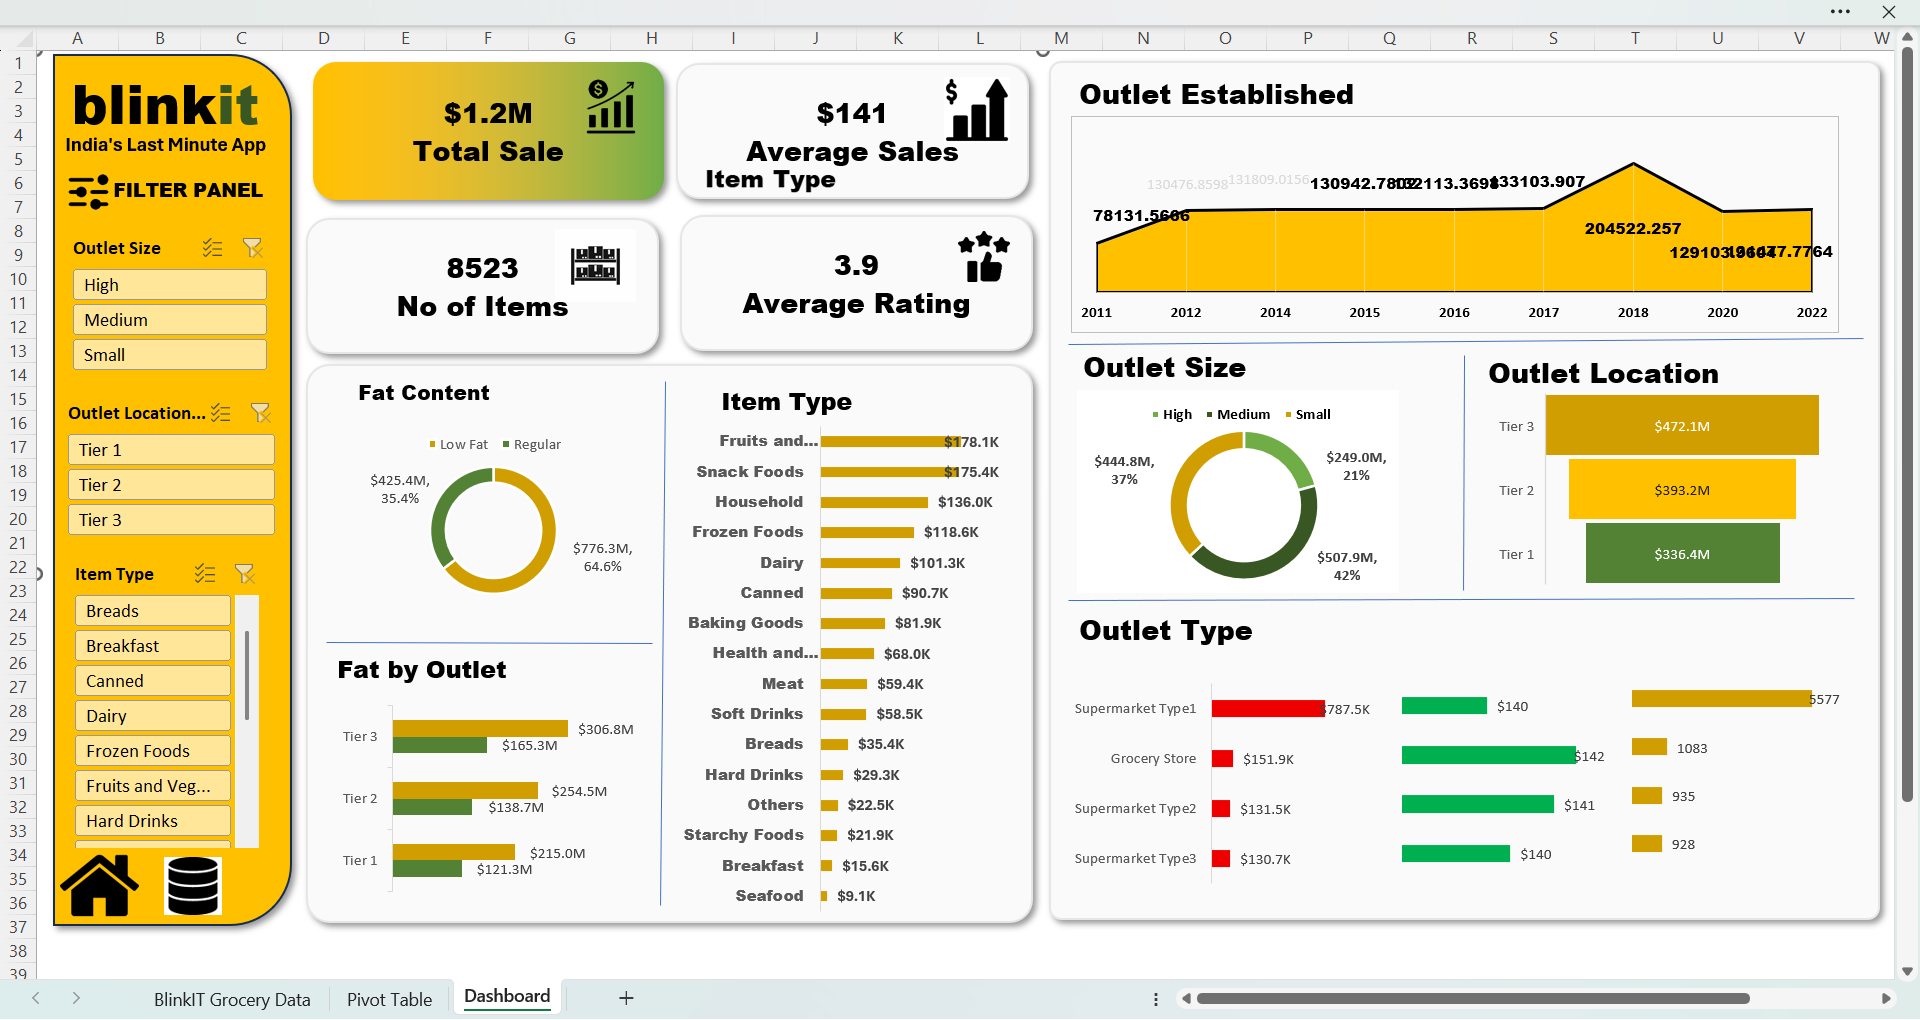 A B C D E F G H I J K L M N O P Q R S T U V W
1
2
3
4
5
6
7
8
9
10
11
12
13
14
15
16
17
18
19
20
21
22
23
24
25
26
27
28
29
30
31
32
33
34
35
36
37
38
39
blinkit
India's Last Minute App
FILTER PANEL
Outlet Size
High
Medium
Small
Outlet Location...
Tier 1
Tier 2
Tier 3
Item Type
Breads
Breakfast
Canned
Dairy
Frozen Foods
Fruits and Veg...
Hard Drinks
$1.2M
Total Sale
$141
Average Sales
Item Type
8523
No of Items
3.9
Average Rating
Fat Content
Low Fat Regular
$425.4M,
35.4%
$776.3M,
64.6%
Fat by Outlet
Tier 3 $306.8M
$165.3M
Tier 2 $254.5M
$138.7M
Tier 1 $215.0M
$121.3M
Item Type
Fruits and... $178.1K
Snack Foods $175.4K
Household $136.0K
Frozen Foods $118.6K
Dairy $101.3K
Canned $90.7K
Baking Goods $81.9K
Health and... $68.0K
Meat $59.4K
Soft Drinks $58.5K
Breads $35.4K
Hard Drinks $29.3K
Others $22.5K
Starchy Foods $21.9K
Breakfast $15.6K
Seafood $9.1K
Outlet Established
78131.5666 130476.8598 131809.0156 133103.907
204522.257
2011 2012 2014 2015 2016 2017 2018 2020 2022
Outlet Size
High Medium Small
$444.8M,
37%
$249.0M,
21%
$507.9M,
42%
Outlet Location
Tier 3 $472.1M
Tier 2 $393.2M
Tier 1 $336.4M
Outlet Type
Supermarket Type1 $787.5K $140 5577
Grocery Store $151.9K $142 1083
Supermarket Type2 $131.5K $141 935
Supermarket Type3 $130.7K $140 928
BlinkIT Grocery Data Pivot Table Dashboard